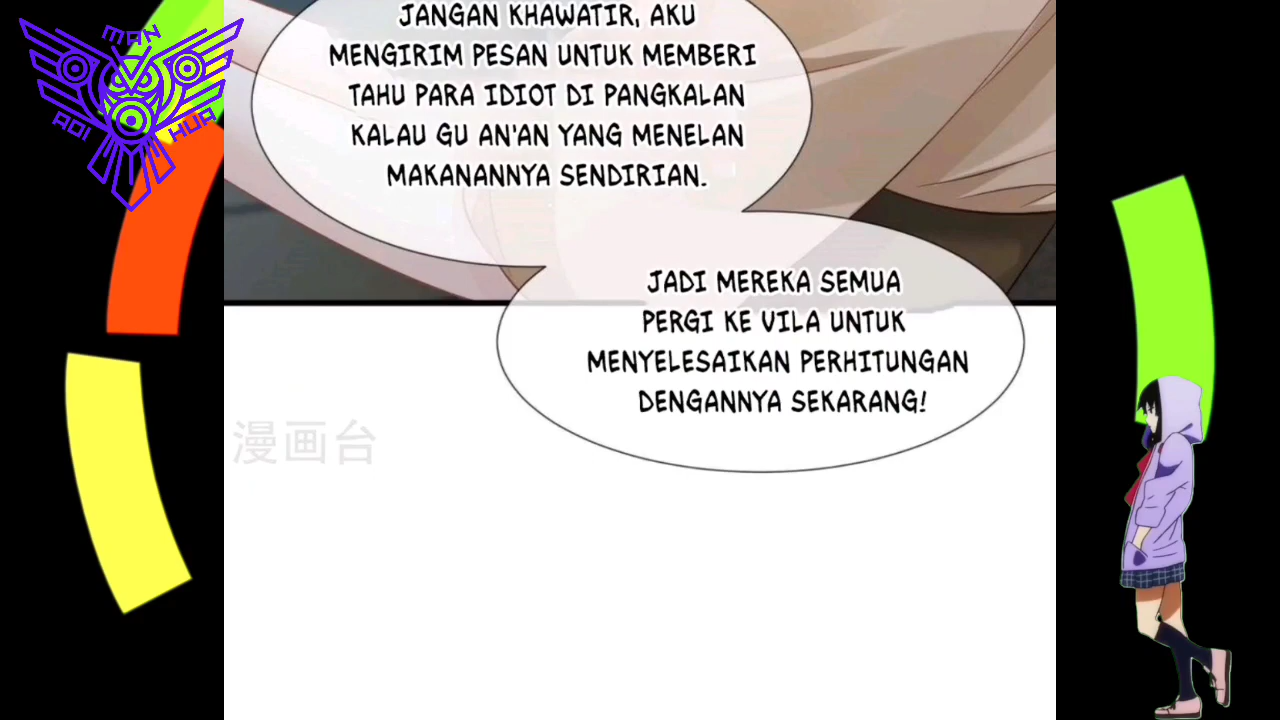 MAN
AOI
HUA
JANGAN KHAWATIR, AKU
MENGIRIM PESAN UNTUK MEMBERI
TAHU PARA IDIOT DI PANGKALAN
KALAU GU AN'AN YANG MENELAN
MAKANANNYA SENDIRIAN.
JADI MEREKA SEMUA
PERGI KE VILA UNTUK
MENYELESAIKAN PERHITUNGAN
DENGANNYA SEKARANG!
漫画台